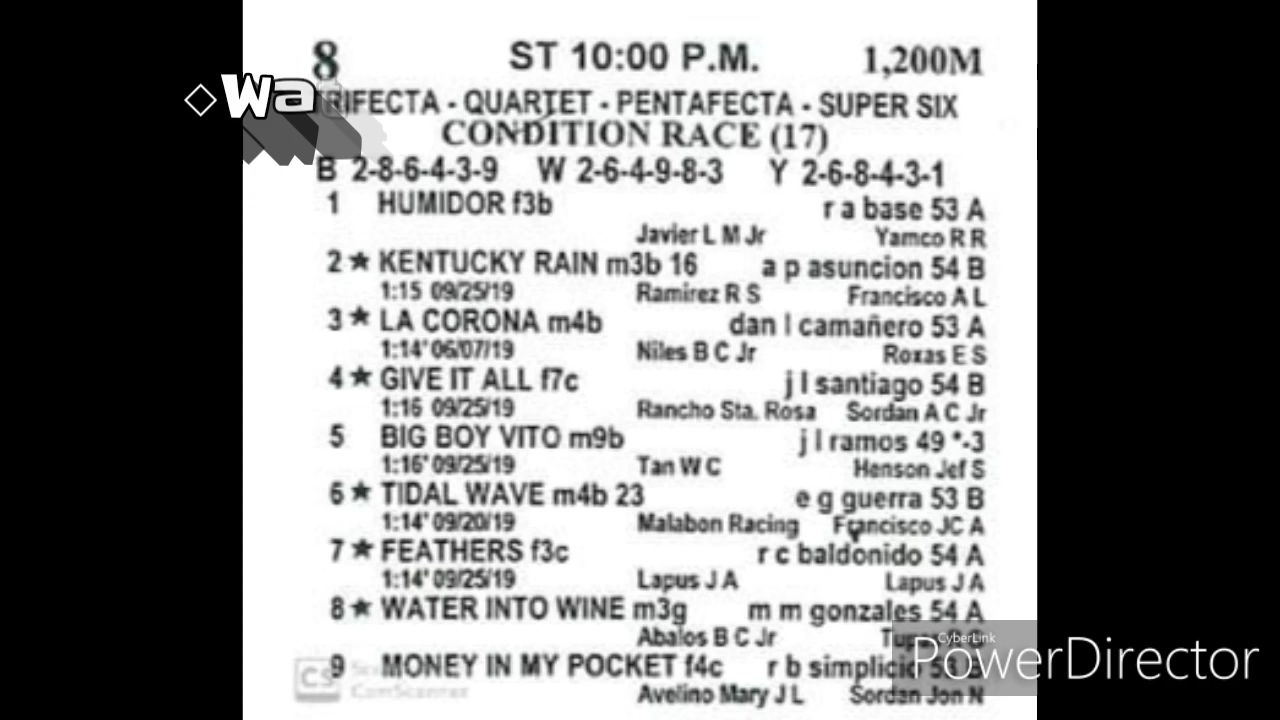 8 ST 10:00 P.M. 1,200M
◇Wa
RIFECTA - QUARTET - PENTAFECTA - SUPER SIX
CONDITION RACE (17)
B 2-8-6-4-3-9 W 2-6-4-9-8-3 Y 2-6-8-4-3-1
1 HUMIDOR f3b r a base 53 A
Javier L M Jr Yamco R R
2 ★ KENTUCKY RAIN m3b 16 a p asuncion 54 B
1:15 09/25/19 Ramirez R S Francisco A L
3 ★ LA CORONA m4b dan l camañero 53 A
1:14' 06/07/19 Niles B C Jr Roxas E S
4 ★ GIVE IT ALL f7c j l santiago 54 B
1:16 09/25/19 Rancho Sta. Rosa Sordan A C Jr
5 BIG BOY VITO m9b j l ramos 49 *-3
1:16' 09/25/19 Tan W C Henson Jef S
6 ★ TIDAL WAVE m4b 23 e g guerra 53 B
1:14' 09/20/19 Malabon Racing Francisco JC A
7 ★ FEATHERS f3c r c baldonido 54 A
1:14' 09/25/19 Lapus J A Lapus J A
8 ★ WATER INTO WINE m3g m m gonzales 54 A
Abalos B C Jr
CyberLink
PowerDirector
9 MONEY IN MY POCKET f4c r b simplicio 53 B
CS CamScanner
Avelino Mary J L Sordan Jon N